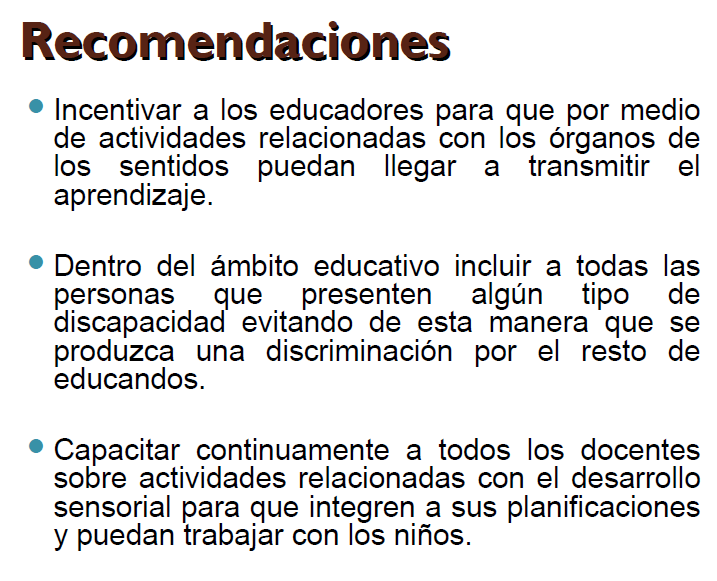 Recomendaciones
Incentivar a los educadores para que por medio
de actividades relacionadas con los órganos de
los sentidos puedan llegar a transmitir el
aprendizaje.
Dentro del ámbito educativo incluir a todas las
personas que presenten algún tipo de
discapacidad evitando de esta manera que se
produzca una discriminación por el resto de
educandos.
Capacitar continuamente a todos los docentes
sobre actividades relacionadas con el desarrollo
sensorial para que integren a sus planificaciones
y puedan trabajar con los niños.